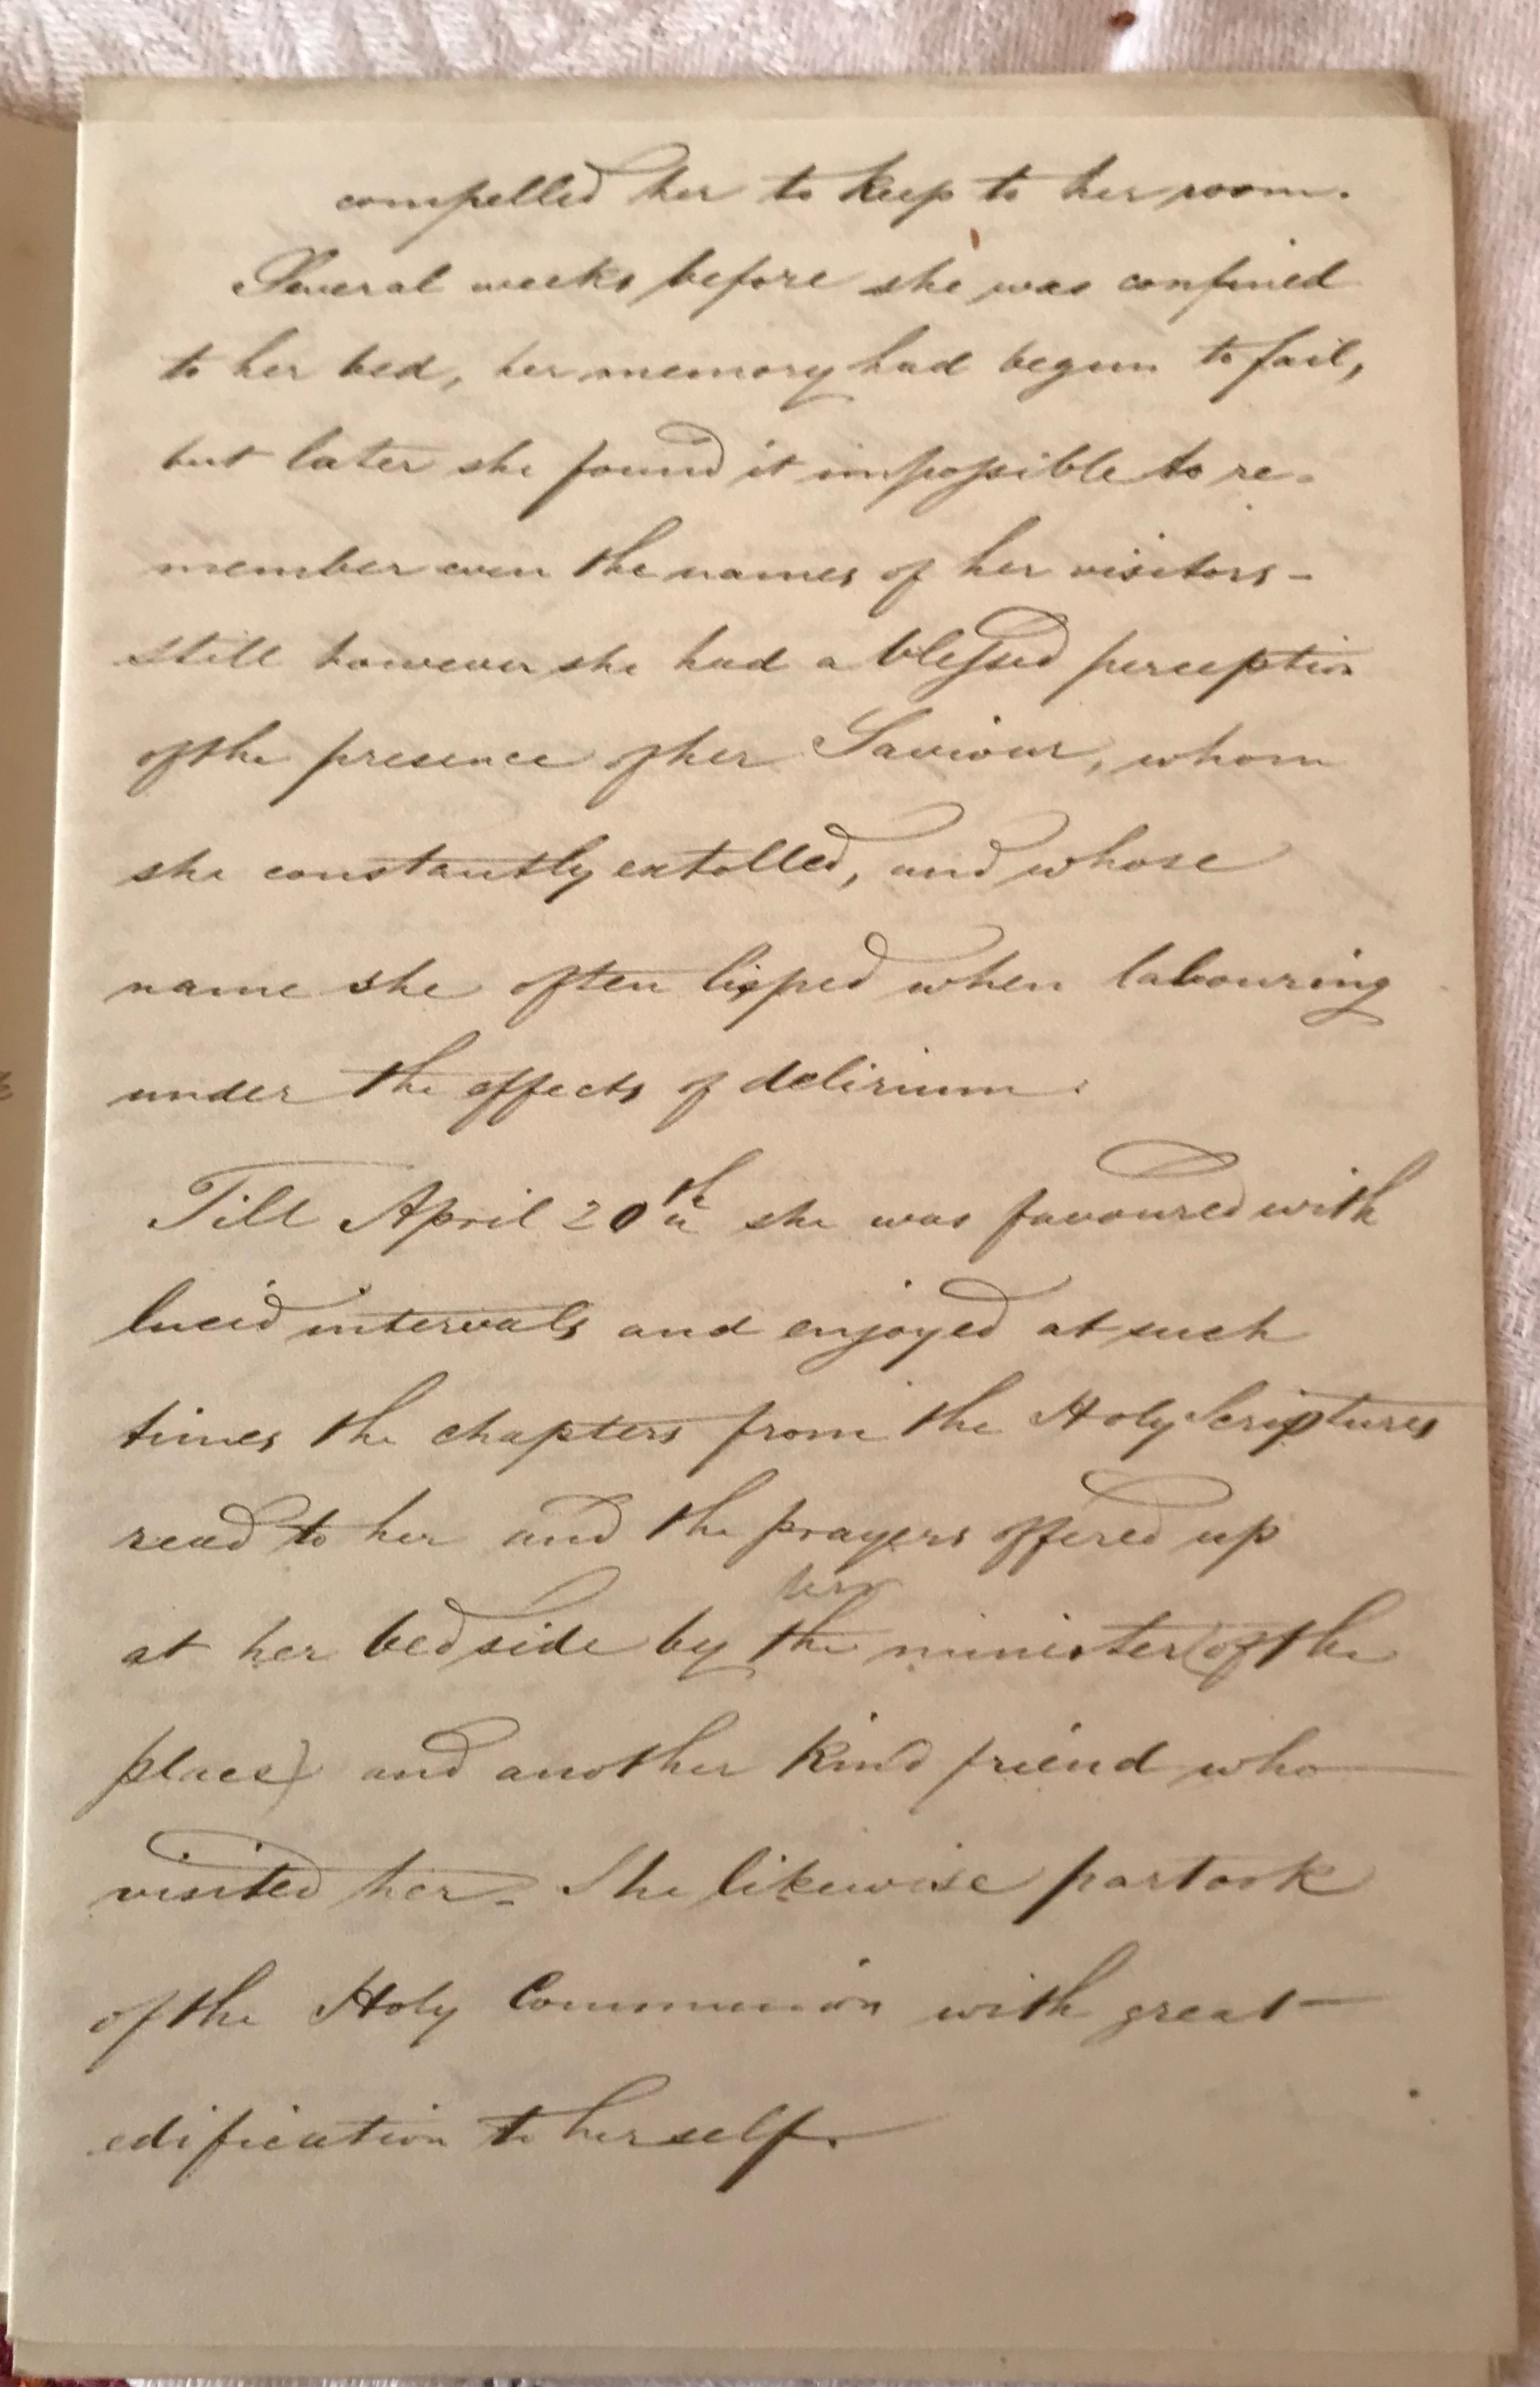 compelled her to keep to her room.
Several weeks before she was confined
to her bed, her memory had begun to fail,
but later she found it impossible to re-
member even the names of her visitors -
still however she had a blessed perception
of the presence of her Saviour, whom
she constantly extolled, and whose
name she often lisped when labouring
under the effects of delirium.
Till April 20th she was favoured with
lucid intervals and enjoyed at such
times the chapters from the Holy Scriptures
read to her and the prayers offered up
her
at her bedside by the minister (of the
place) and another kind friend who
visited her. She likewise partook
of the Holy Communion with great
edification to herself.